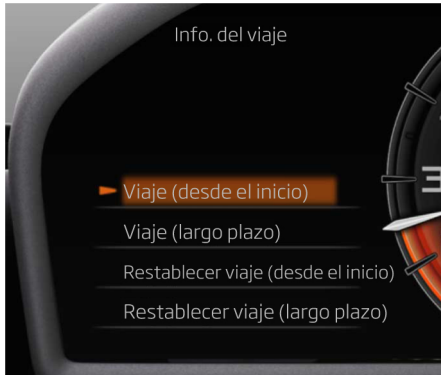 Info. del viaje
Viaje (desde el inicio)
Viaje (largo plazo)
Restablecer viaje (desde el inicio)
Restablecer viaje (largo plazo)
3